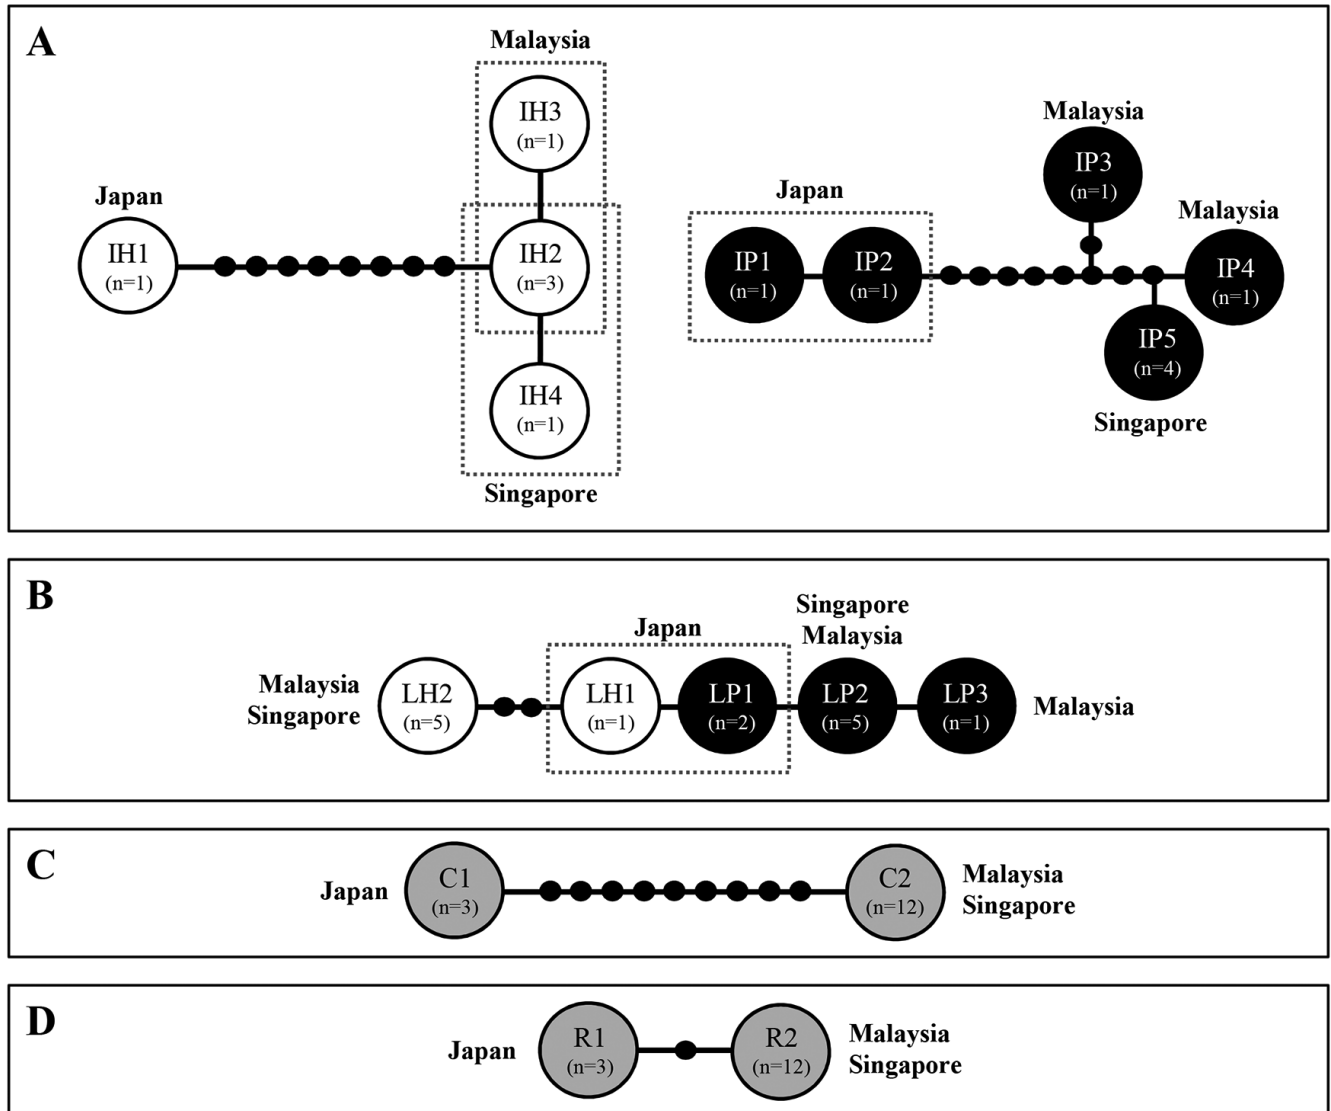 A
Malaysia
IH3
(n=1)
Japan
IH1
(n=1)
IH2
(n=3)
IH4
(n=1)
Singapore
Japan
IP1
(n=1)
IP2
(n=1)
Malaysia
IP3
(n=1)
Malaysia
IP4
(n=1)
IP5
(n=4)
Singapore
B
Malaysia
Singapore
LH2
(n=5)
Japan
LH1
(n=1)
LP1
(n=2)
Singapore
Malaysia
LP2
(n=5)
LP3
(n=1)
Malaysia
C
Japan
C1
(n=3)
C2
(n=12)
Malaysia
Singapore
D
Japan
R1
(n=3)
R2
(n=12)
Malaysia
Singapore